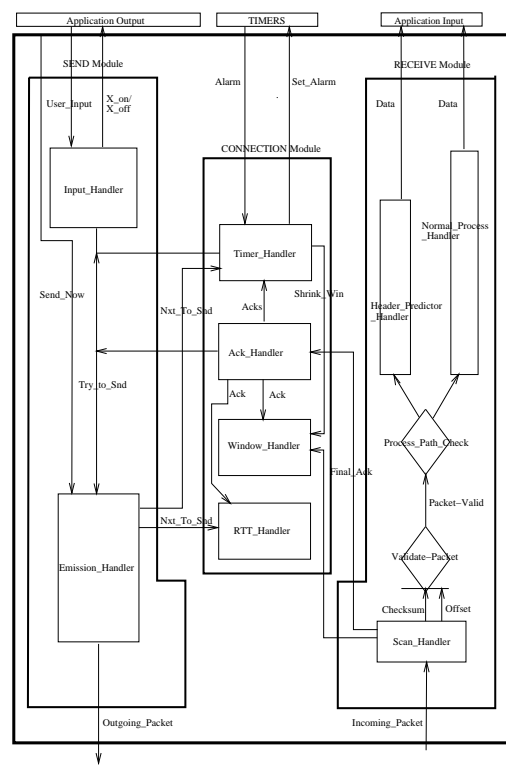 Application Output
TIMERS
Application Input
SEND Module
RECEIVE Module
User_Input
X_on/
X_off
Alarm
Set_Alarm
Data
Data
CONNECTION Module
Input_Handler
Normal_Process
_Handler
Timer_Handler
Send_Now
Shrink_Win
Nxt_To_Snd
Acks
Header_Predictor
_Handler
Ack_Handler
Try_to_Snd
Ack
Ack
Window_Handler
Process_Path_Check
Final_Ack
Packet-Valid
Nxt_To_Snd
RTT_Handler
Emission_Handler
Validate-Packet
Checksum
Offset
Scan_Handler
Outgoing_Packet
Incoming_Packet